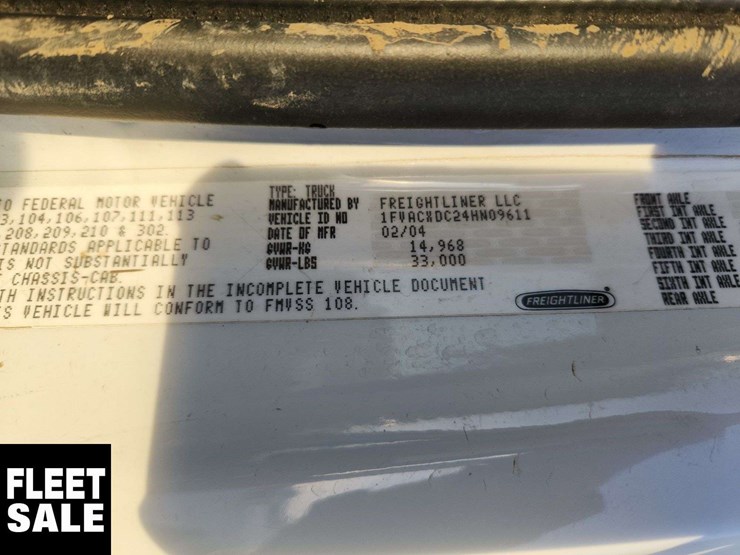 TO FEDERAL MOTOR VEHICLE
3,104,106,107,111,113
208,209,210 & 302.
STANDARDS APPLICABLE TO
IS NOT SUBSTANTIALLY
CHASSIS-CAB.
TH INSTRUCTIONS IN THE INCOMPLETE VEHICLE DOCUMENT
S VEHICLE WILL CONFORM TO FMVSS 108.
TYPE: TRUCK
MANUFACTURED BY FREIGHTLINER LLC
VEHICLE ID NO 1FVACXDC24HN09611
DATE OF MFR 02/04
GVWR-KG 14,968
GVWR-LBS 33,000
FREIGHTLINER
FRONT AXLE
FIRST INT AXLE
SECOND INT AXLE
THIRD INT AXLE
FOURTH INT AXLE
FIFTH INT AXLE
SIXTH INT AXLE
REAR AXLE
FLEET
SALE